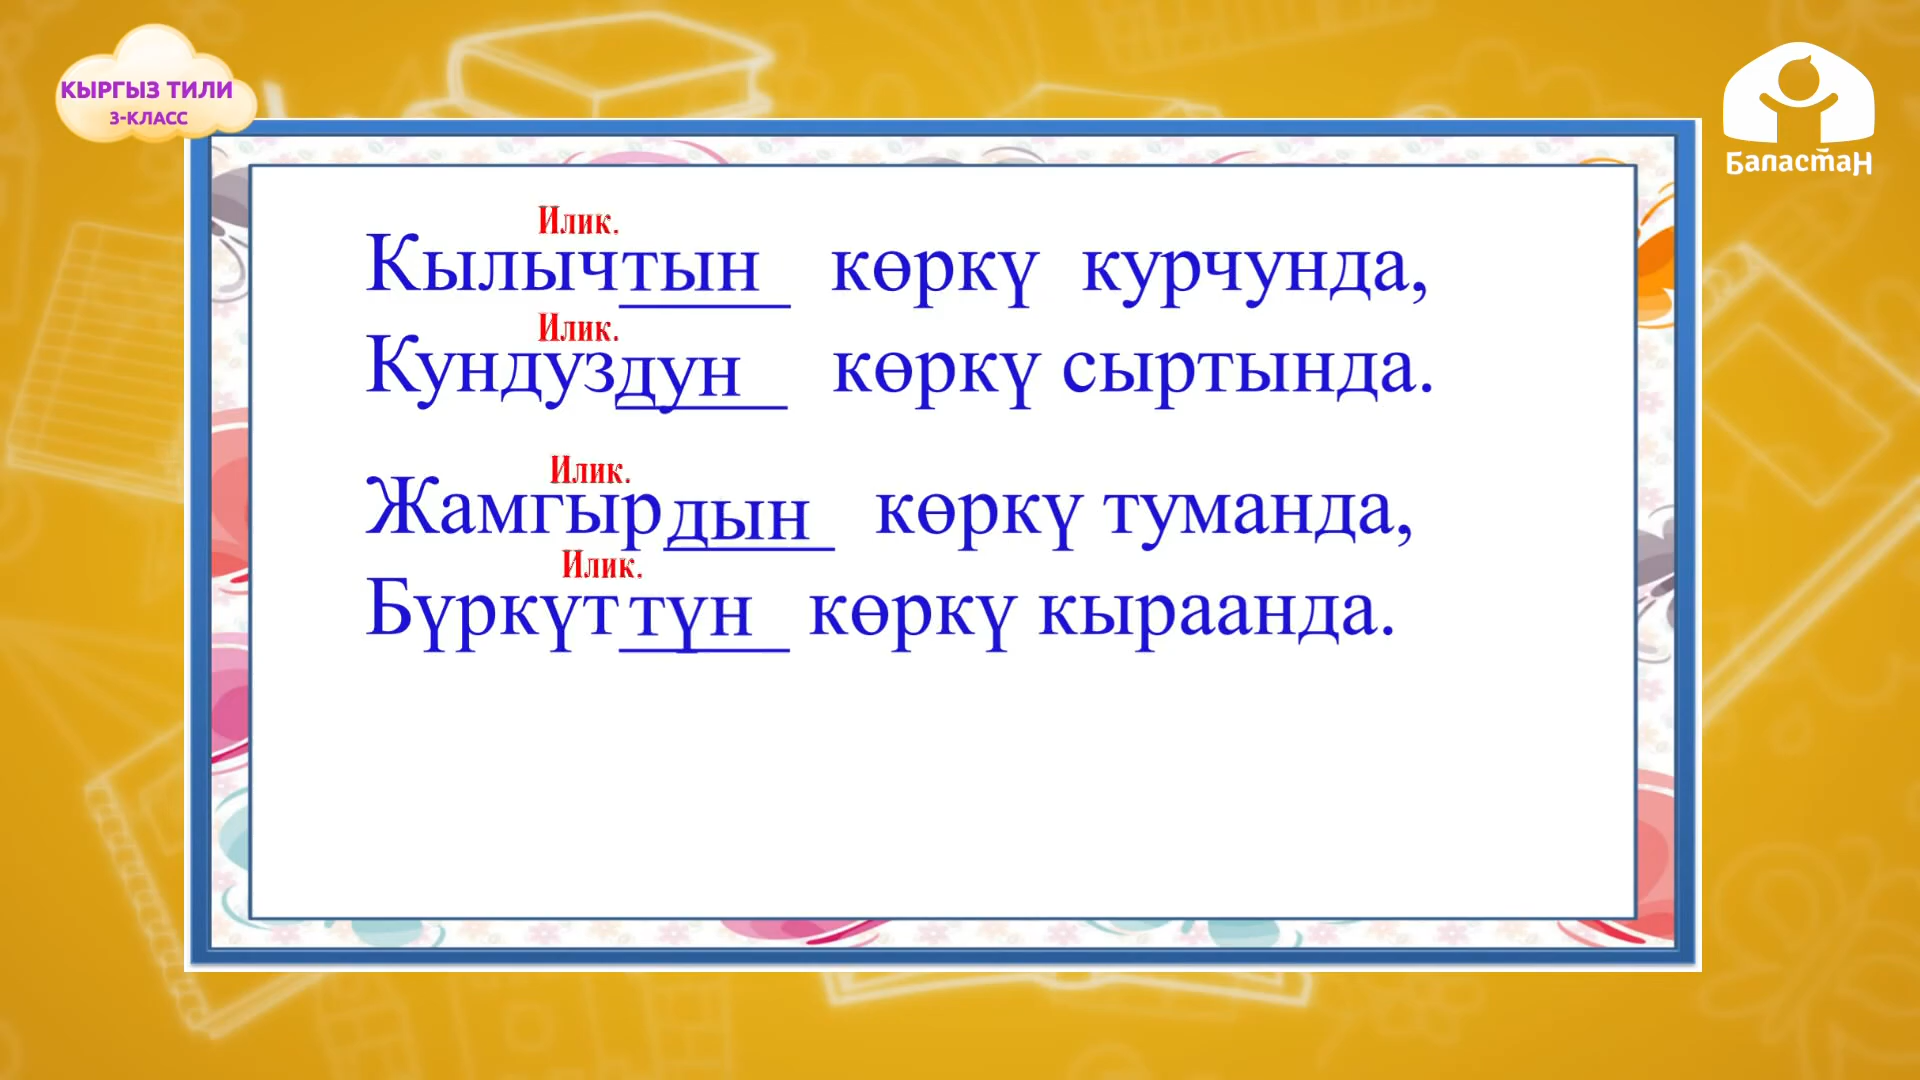 КЫРГЫЗ ТИЛИ
3-КЛАСС
Баластан
Илик.
Кылычтын көркү курчунда,
Илик.
Кундуздун көркү сыртында.
Илик.
Жамгырдын көркү туманда,
Илик.
Бүркүттүн көркү кыраанда.